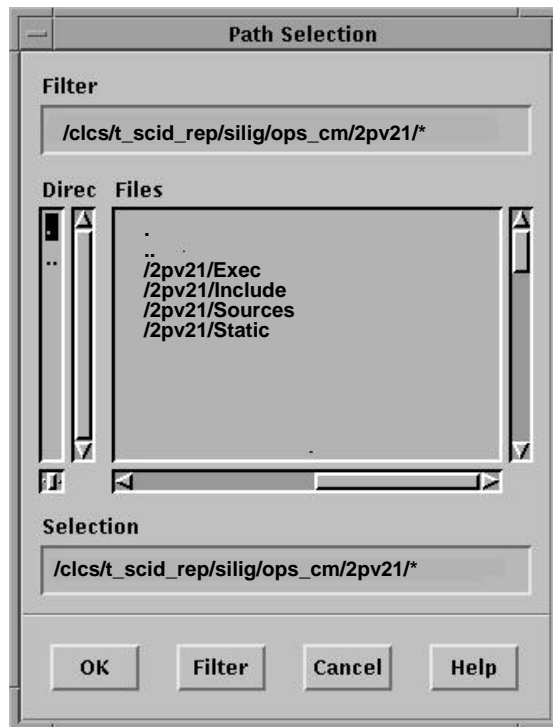 Path Selection
Filter
/clcs/t_scid_rep/silig/ops_cm/2pv21/*
Direc Files
.
..
.
..
/2pv21/Exec
/2pv21/Include
/2pv21/Sources
/2pv21/Static
Selection
/clcs/t_scid_rep/silig/ops_cm/2pv21/*
OK Filter Cancel Help